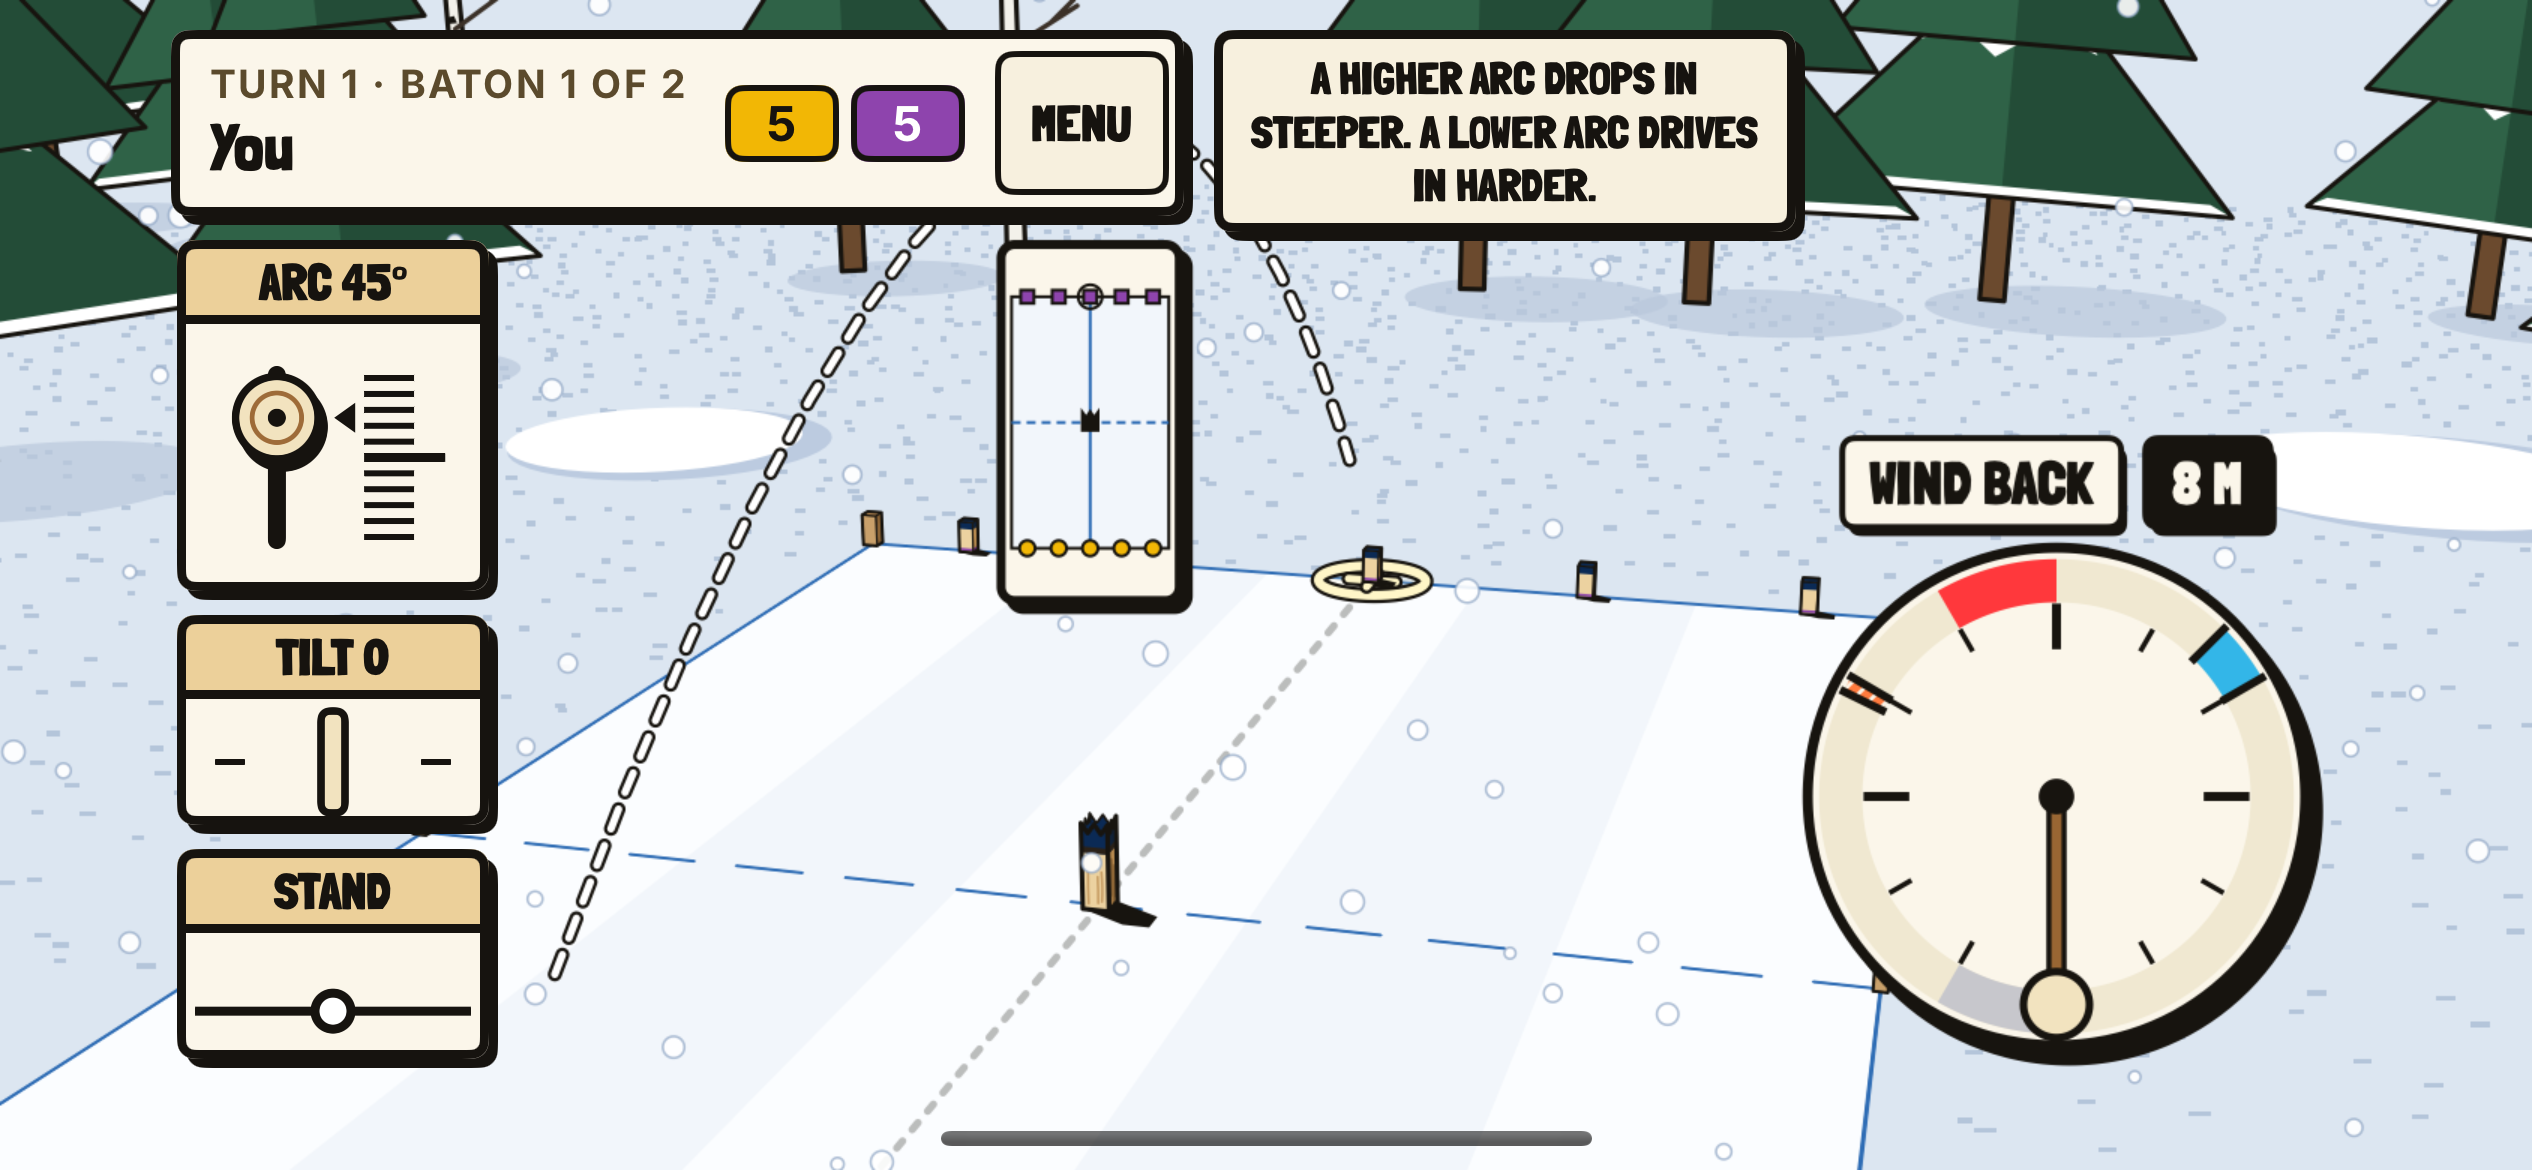 TURN 1 · BATON 1 OF 2
You
5
5
MENU
A HIGHER ARC DROPS IN
STEEPER. A LOWER ARC DRIVES
IN HARDER.
ARC 45°
TILT 0
STAND
WIND BACK
8 M